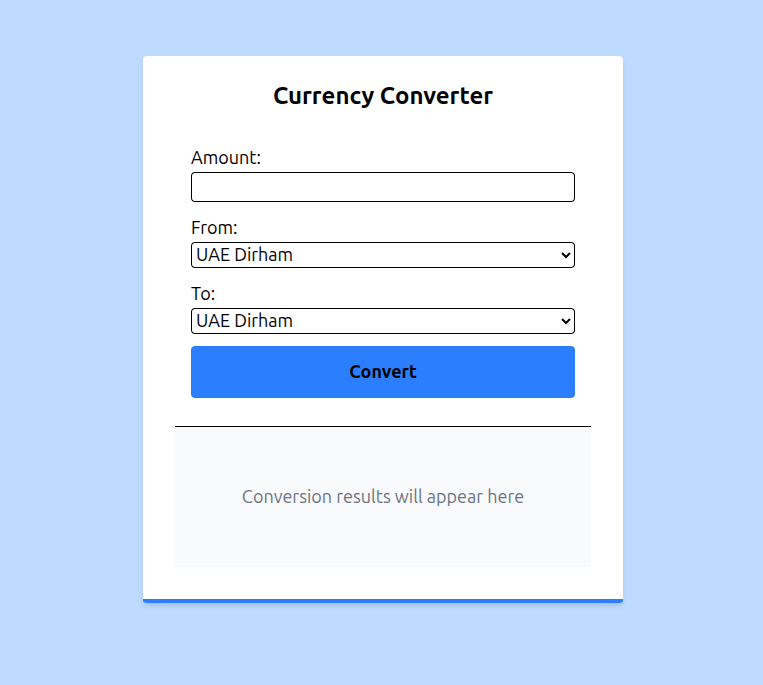 Currency Converter
Amount:
From:
UAE Dirham
To:
UAE Dirham
Convert
Conversion results will appear here